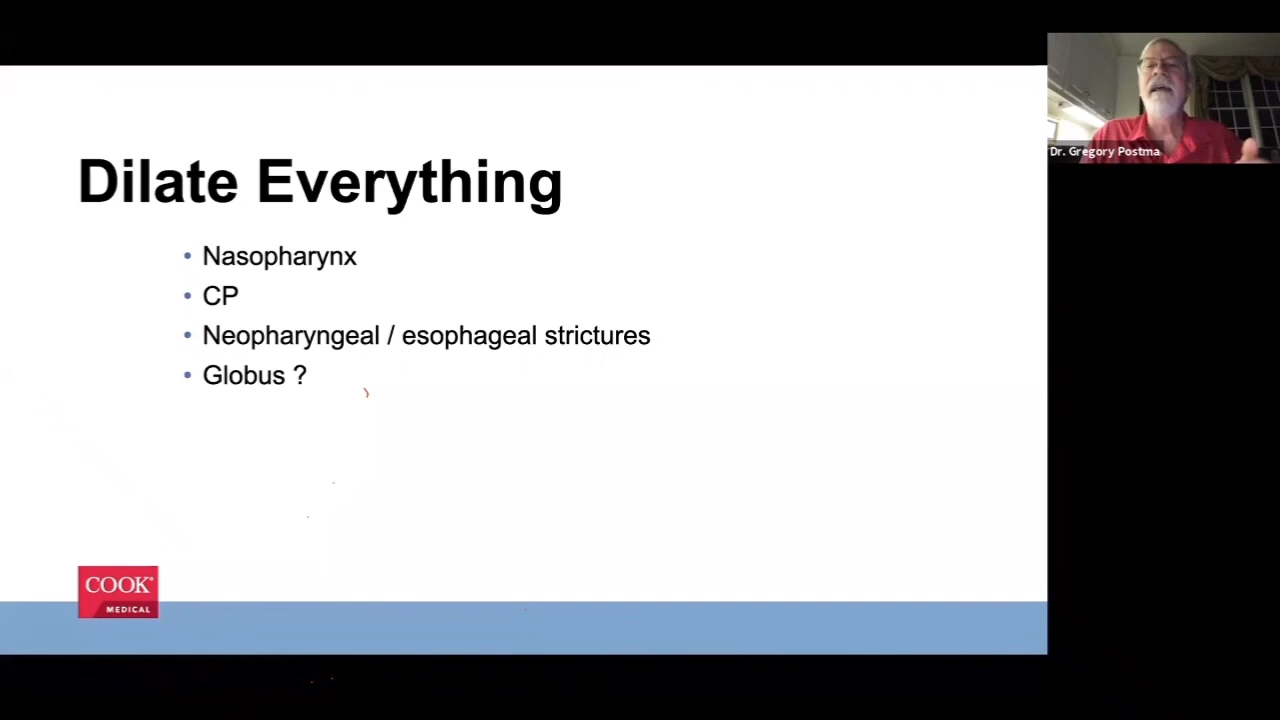 Dilate Everything
• Nasopharynx
• CP
• Neopharyngeal / esophageal strictures
• Globus ?
COOK®
MEDICAL
Dr. Gregory Postma